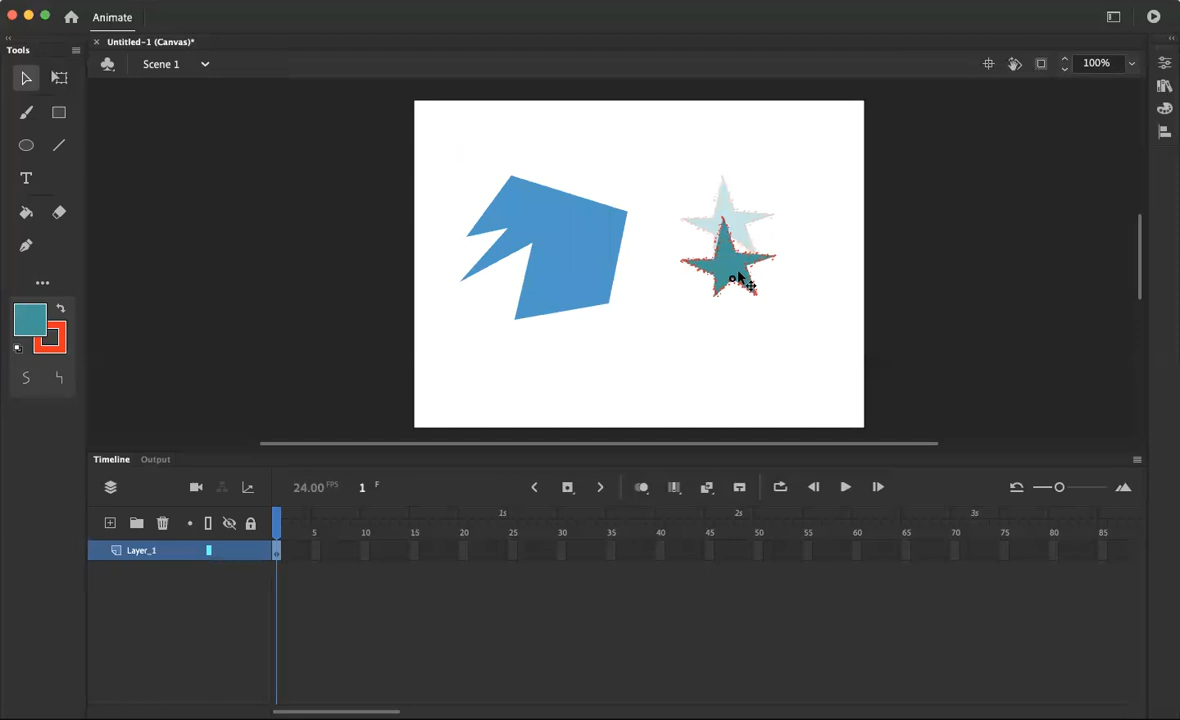 Animate
Untitled-1 (Canvas)*
Tools
Scene 1
100%
T
Timeline
Output
24.00 FPS
1 F
1s
2s
3s
5
10
15
20
25
30
35
40
45
50
55
60
65
70
75
80
85
Layer_1